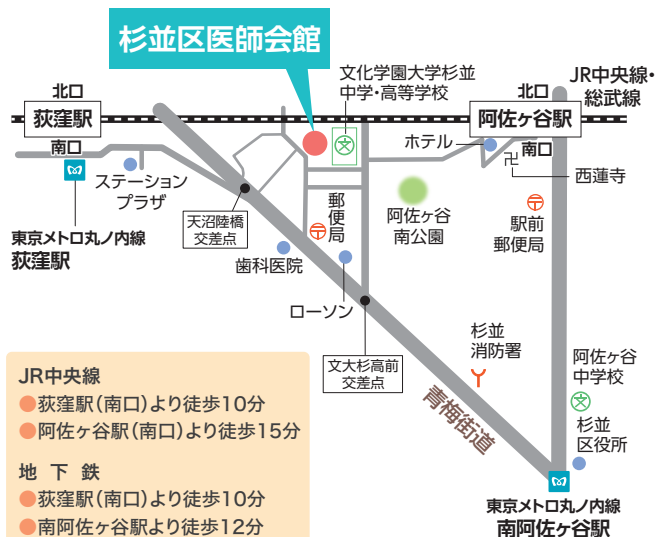 杉並区医師会館
文化学園大学杉並
中学・高等学校
JR中央線・
総武線
北口
荻窪駅
南口
北口
阿佐ヶ谷駅
南口
ホテル
卍
西蓮寺
ステーション
プラザ
天沼陸橋
交差点
郵便局
阿佐ヶ谷
南公園
駅前
郵便局
東京メトロ丸ノ内線
荻窪駅
歯科医院
ローソン
文大杉高前
交差点
杉並
消防署
阿佐ヶ谷
中学校
青梅街道
杉並
区役所
東京メトロ丸ノ内線
南阿佐ヶ谷駅
JR中央線
●荻窪駅(南口)より徒歩10分
●阿佐ヶ谷駅(南口)より徒歩15分
地下鉄
●荻窪駅(南口)より徒歩10分
●南阿佐ヶ谷駅より徒歩12分